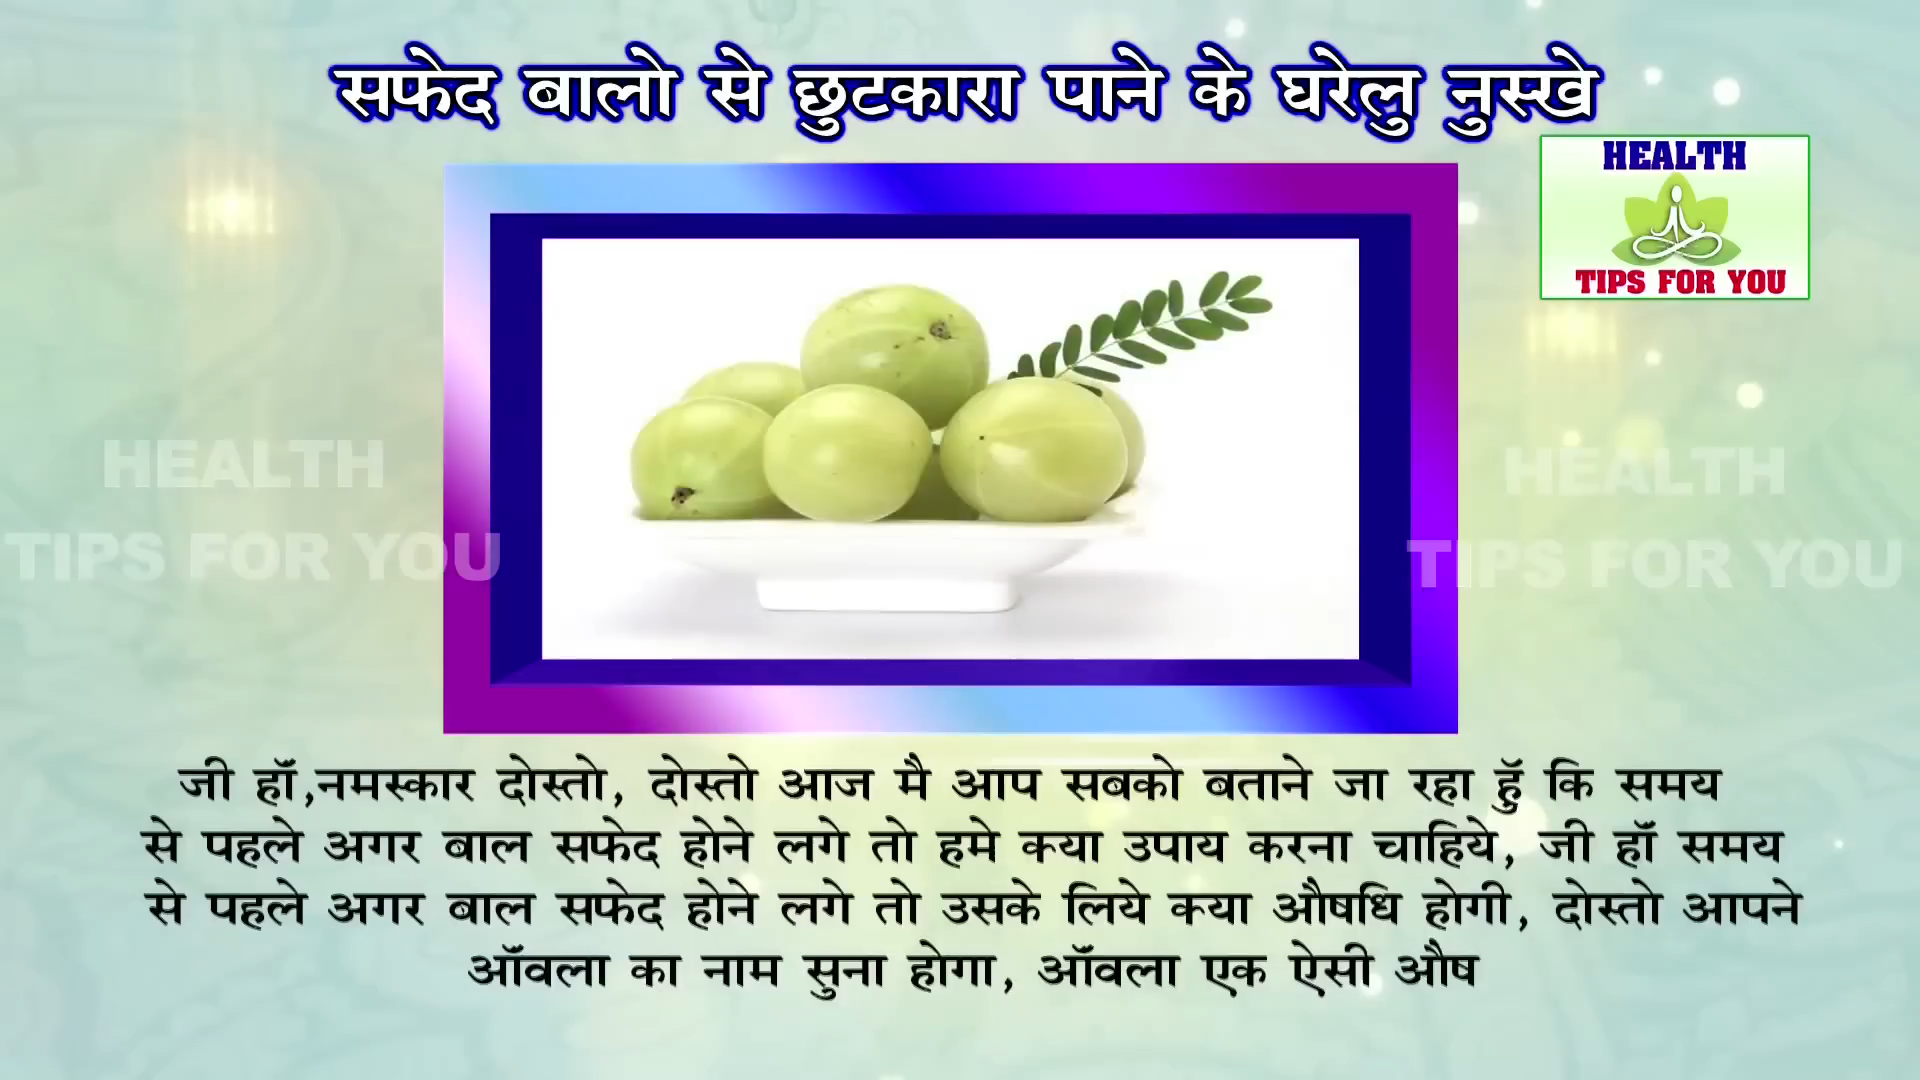 सफेद बालो से छुटकारा पाने के घरेलु नुस्खे
HEALTH
TIPS FOR YOU
HEALTH
TIPS FOR YOU
HEALTH
TIPS FOR YOU
जी हॉं,नमस्कार दोस्तो, दोस्तो आज मै आप सबको बताने जा रहा हॅुं कि समय
से पहले अगर बाल सफेद होने लगे तो हमे क्या उपाय करना चाहिये, जी हॉं समय
से पहले अगर बाल सफेद होने लगे तो उसके लिये क्या औषधि होगी, दोस्तो आपने
ऑंवला का नाम सुना होगा, ऑंवला एक ऐसी औष